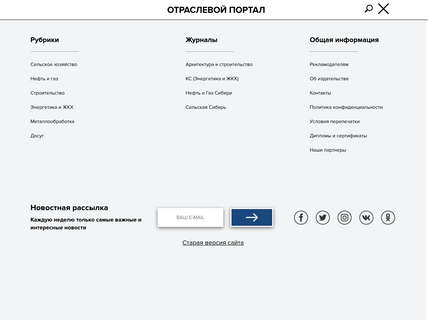 ОТРАСЛЕВОЙ ПОРТАЛ
Рубрики
Сельское хозяйство
Нефть и газ
Строительство
Энергетика и ЖКХ
Металлообработка
Досуг
Журналы
Архитектура и строительство
КС (Энергетика и ЖКХ)
Нефть и Газ Сибири
Сельская Сибирь
Общая информация
Рекламодателям
Об издательстве
Контакты
Политика конфиденциальности
Условия перепечатки
Дипломы и сертификаты
Наши партнеры
Новостная рассылка
Каждую неделю только самые важные и
интересные новости
ВАШ E-MAIL
Старая версия сайта